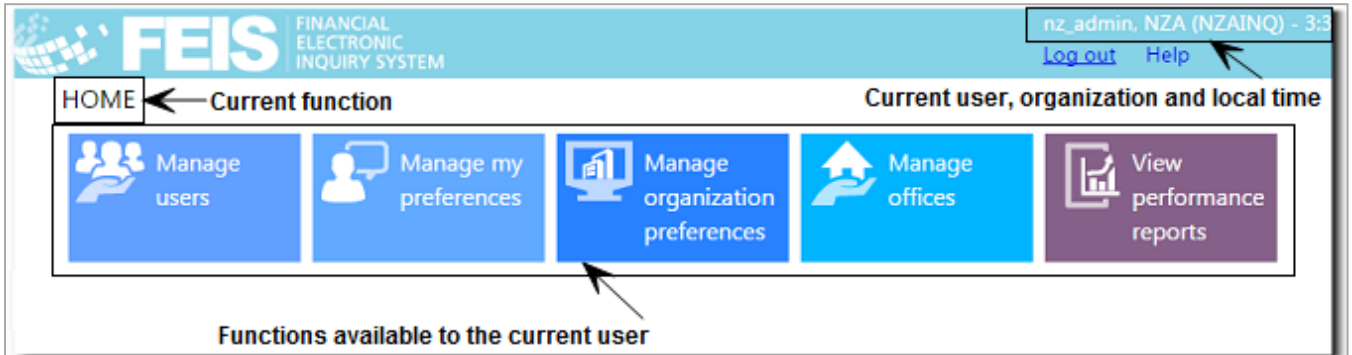 FEIS
FINANCIAL
ELECTRONIC
INQUIRY SYSTEM
nz_admin, NZA (NZAINQ) - 3:3
Log out Help
HOME
Current function
Current user, organization and local time
Manage
users
Manage my
preferences
Manage
organization
preferences
Manage
offices
View
performance
reports
Functions available to the current user